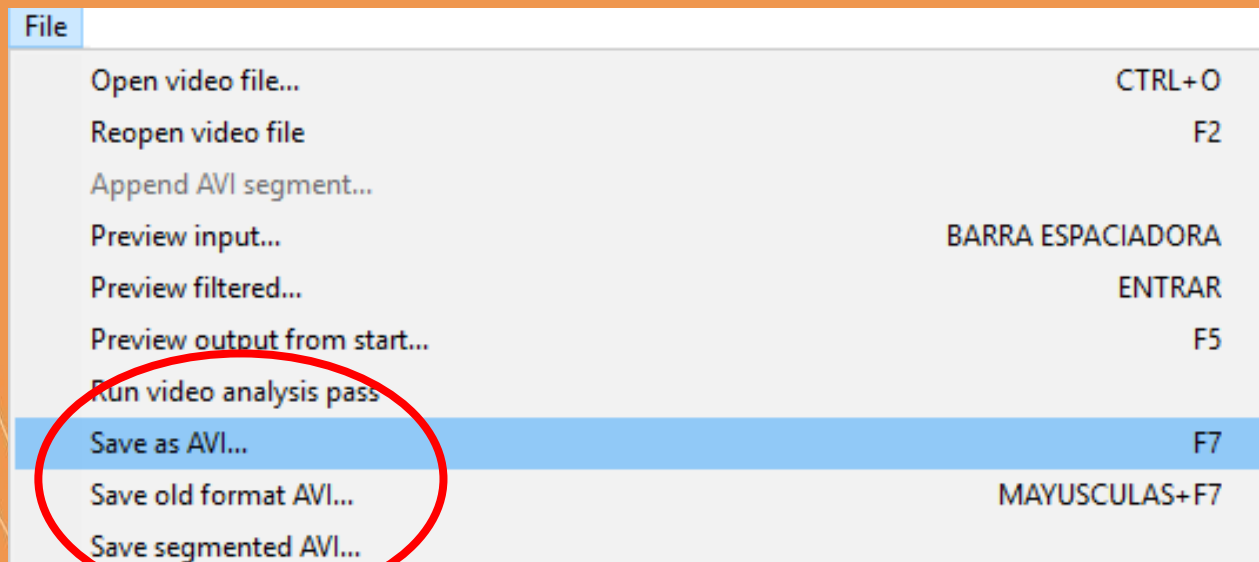 File
Open video file... CTRL+O
Reopen video file F2
Append AVI segment...
Preview input... BARRA ESPACIADORA
Preview filtered... ENTRAR
Preview output from start... F5
Run video analysis pass
Save as AVI... F7
Save old format AVI... MAYUSCULAS+F7
Save segmented AVI...